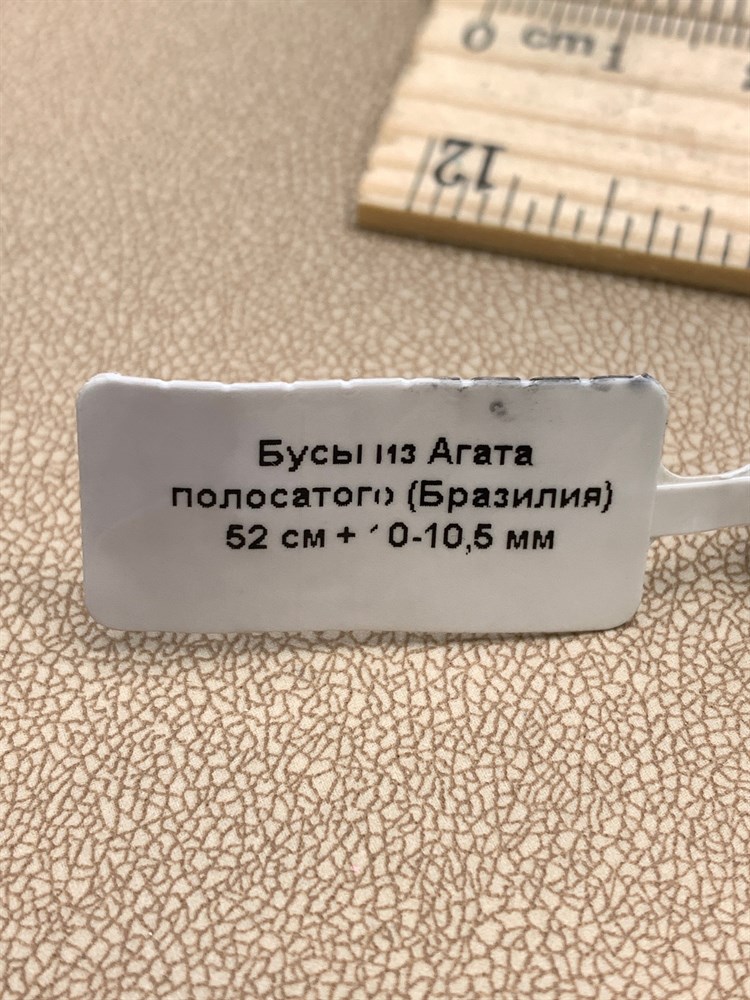 0 cm 1
12
Бусы из Агата
полосатого (Бразилия)
52 см + 10-10,5 мм